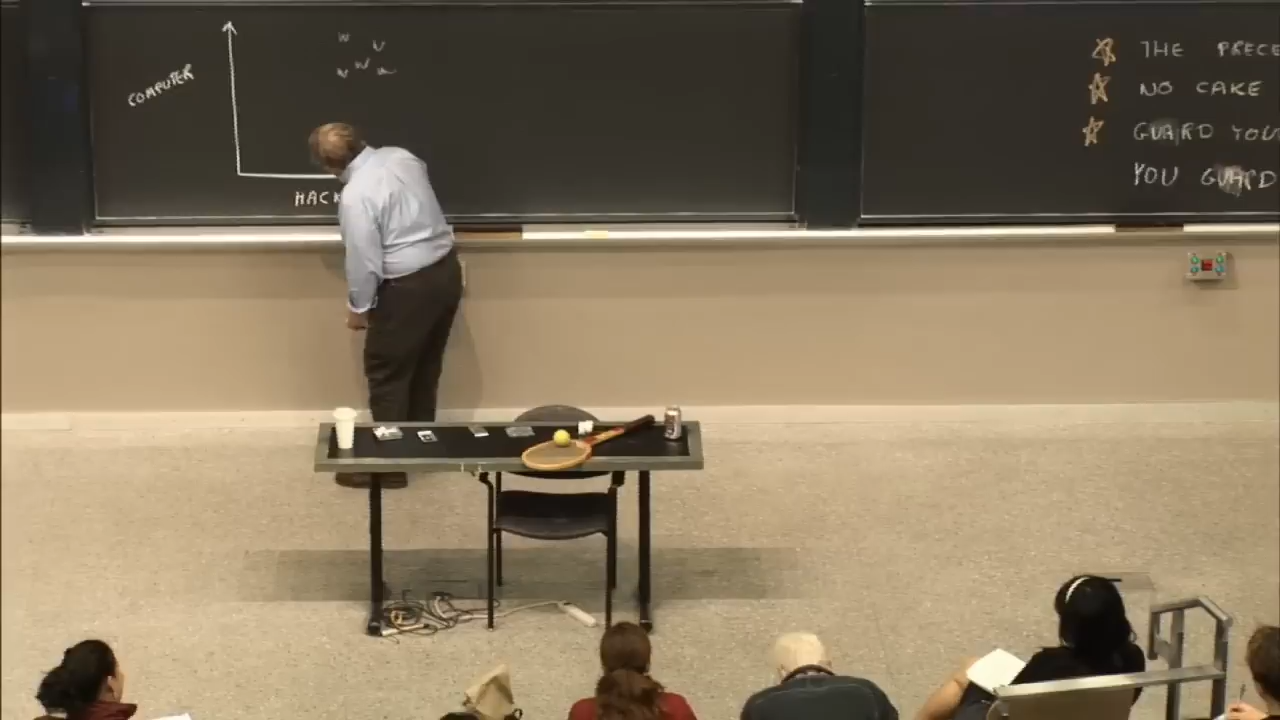 W
V
COMPUTER
W
V
HACK
THE PRECE
NO CAKE
GUARD YOU
YOU GUARD